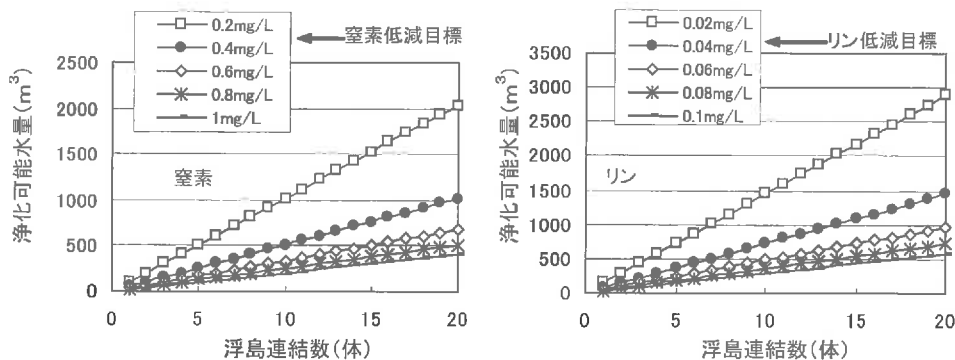 0.2mg/L
0.4mg/L
0.6mg/L
0.8mg/L
1mg/L
窒素低減目標
浄化可能水量(m³)
2500
2000
1500
1000
500
0
窒素
0 5 10 15 20
浮島連結数(体)
0.02mg/L
0.04mg/L
0.06mg/L
0.08mg/L
0.1mg/L
リン低減目標
浄化可能水量(m³)
3500
3000
2500
2000
1500
1000
500
0
リン
0 5 10 15 20
浮島連結数(体)